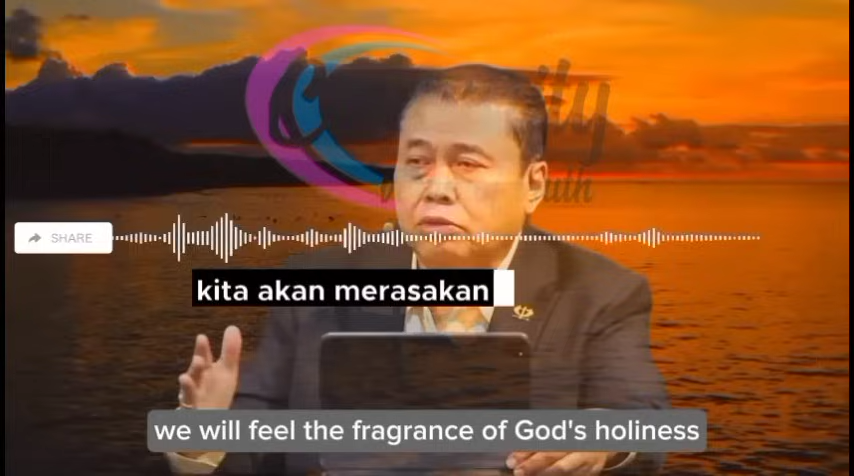 SHARE
kita akan merasakan
we will feel the fragrance of God's holiness